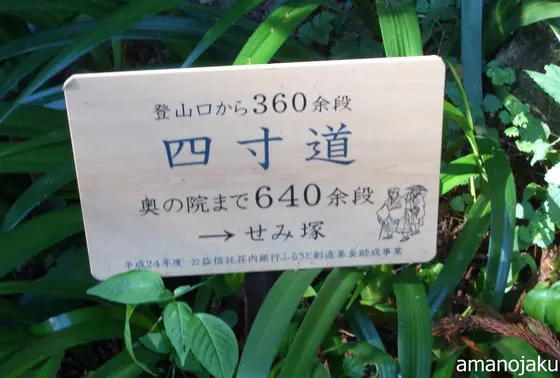 登山口から360余段
四寸道
奥の院まで640余段
→せみ塚
平成24年度 公益信託荘内銀行ふるさと創造基金助成事業
amanojaku